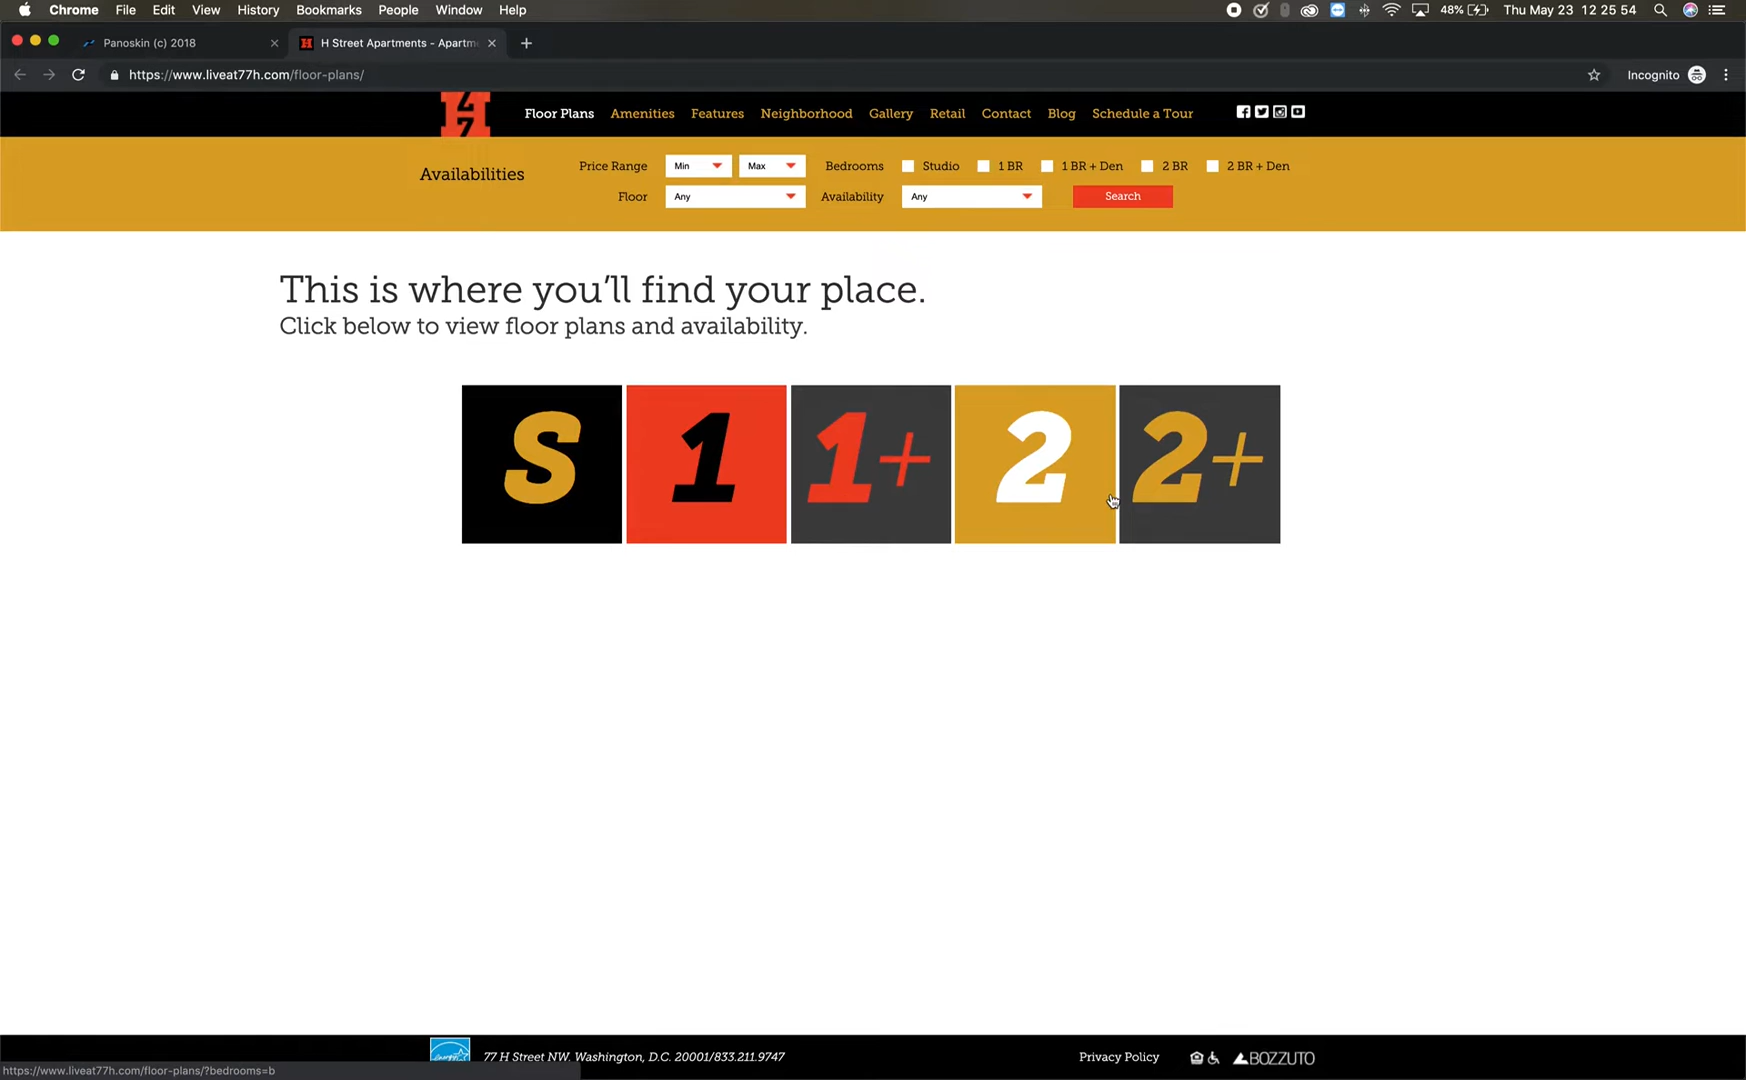 Chrome File Edit View History Bookmarks People Window Help 48% Thu May 23 12 25 54
Panoskin (c) 2018 H Street Apartments - Apartm
https://www.liveat77h.com/floor-plans/ Incognito
H Floor Plans Amenities Features Neighborhood Gallery Retail Contact Blog Schedule a Tour
Availabilities Price Range Min Max Bedrooms Studio 1 BR 1 BR + Den 2 BR 2 BR + Den
Floor Any Availability Any Search
This is where you'll find your place.
Click below to view floor plans and availability.
S 1 1+ 2 2+
77 H Street NW. Washington, D.C. 20001/833.211.9747 Privacy Policy BOZZUTO
https://www.liveat77h.com/floor-plans/?bedrooms=b